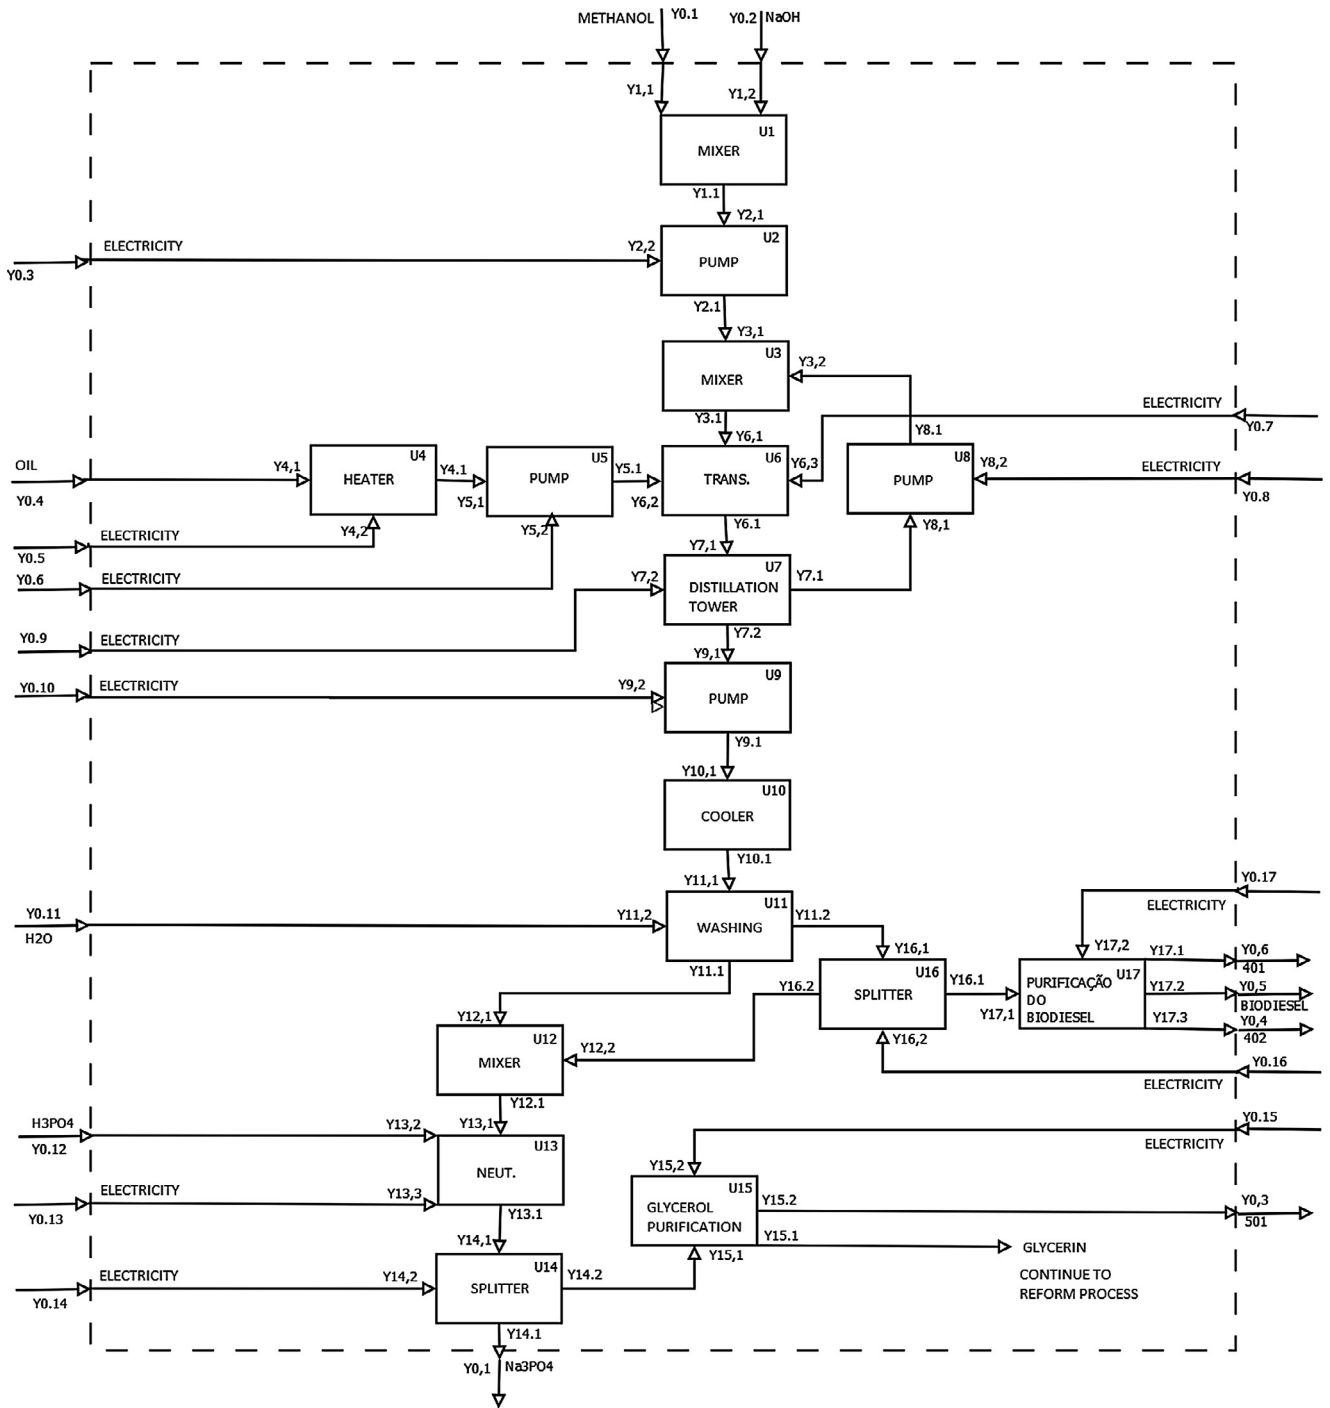 METHANOL Y0.1 Y0.2 NaOH
Y1,1 Y1,2
U1
MIXER
Y1.1
Y2,1
U2
ELECTRICITY Y2,2
PUMP
Y0.3
Y2.1
Y3,1
U3
MIXER
Y3,2
Y3.1
ELECTRICITY
Y0.7
Y6,1
Y8.1
OIL
Y0.4
Y4,1
U4
HEATER
Y4.1
Y5,1
U5
PUMP
Y5.1
Y6,2
U6
TRANS.
Y6,3
U8
PUMP
Y8,2
ELECTRICITY
Y0.8
Y4,2
Y5,2
Y6.1
Y8,1
ELECTRICITY
Y0.5
Y0.6
ELECTRICITY
Y7,1
U7
DISTILLATION
TOWER
Y7,2
Y7.1
Y0.9
ELECTRICITY
Y7.2
Y9,1
Y0.10
ELECTRICITY
Y9,2
U9
PUMP
Y9.1
Y10,1
U10
COOLER
Y10.1
Y11,1
U11
WASHING
Y0.11
H2O
Y11,2
Y11.2
Y11.1
Y0.17
ELECTRICITY
Y16,1
U16
SPLITTER
Y16.1
Y16.2
Y16,2
Y17,2
Y17,1
U17
PURIFICAÇÃO
DO
BIODIESEL
Y17.1
Y17.2
Y17.3
Y0,6
401
Y0,5
BIODIESEL
Y0,4
402
Y0.16
ELECTRICITY
Y12,1
U12
MIXER
Y12,2
Y12.1
H3PO4
Y0.12
Y13,2
Y13,1
U13
NEUT.
ELECTRICITY
Y0.13
Y13,3
Y13.1
Y0.15
ELECTRICITY
Y15,2
U15
GLYCEROL
PURIFICATION
Y15.2
Y0,3
501
Y15.1
Y15,1
GLYCERIN
CONTINUE TO
REFORM PROCESS
Y14,1
U14
SPLITTER
ELECTRICITY
Y0.14
Y14,2
Y14.2
Y14.1
Y0,1 Na3PO4